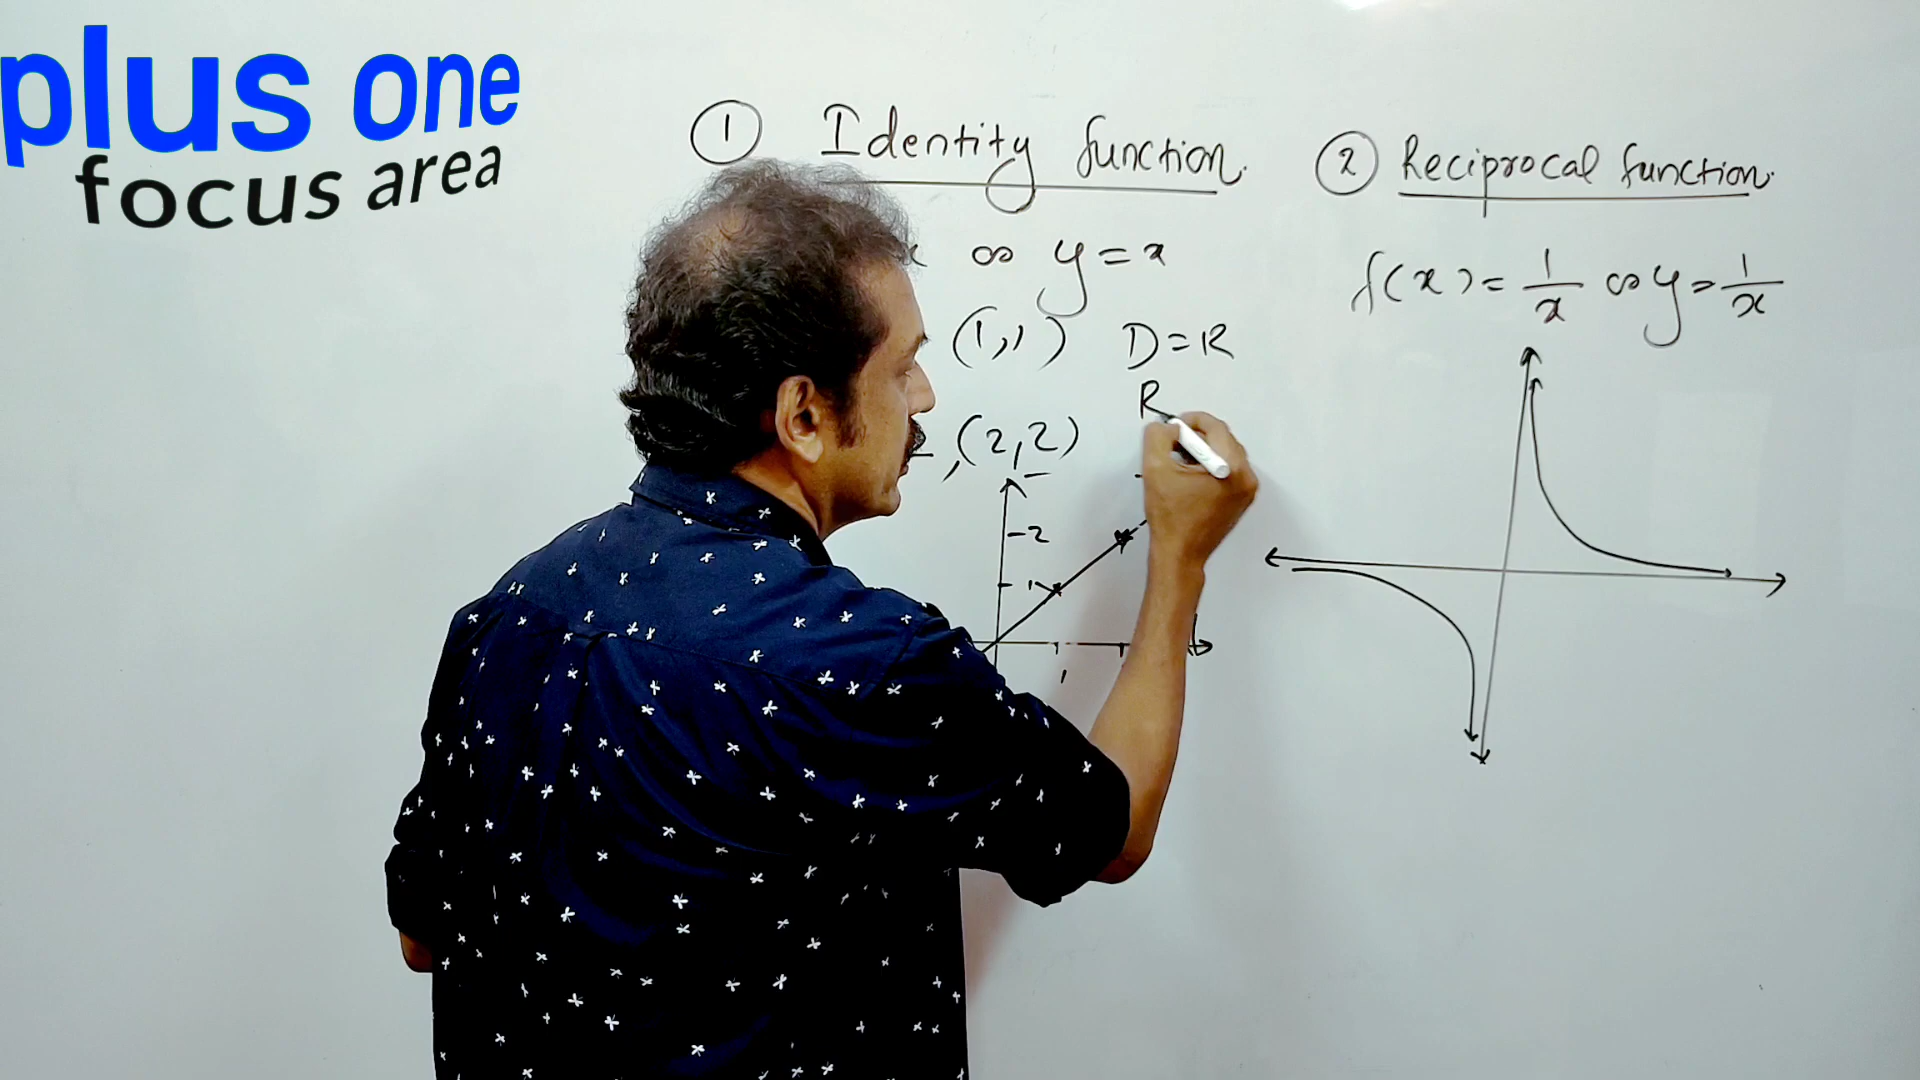 plus one
focus area
① Identity function.
x or y = x
(1,1) D = R
R
,(2,2)
2
1
1
② Reciprocal function.
f(x) = 1/x or y = 1/x